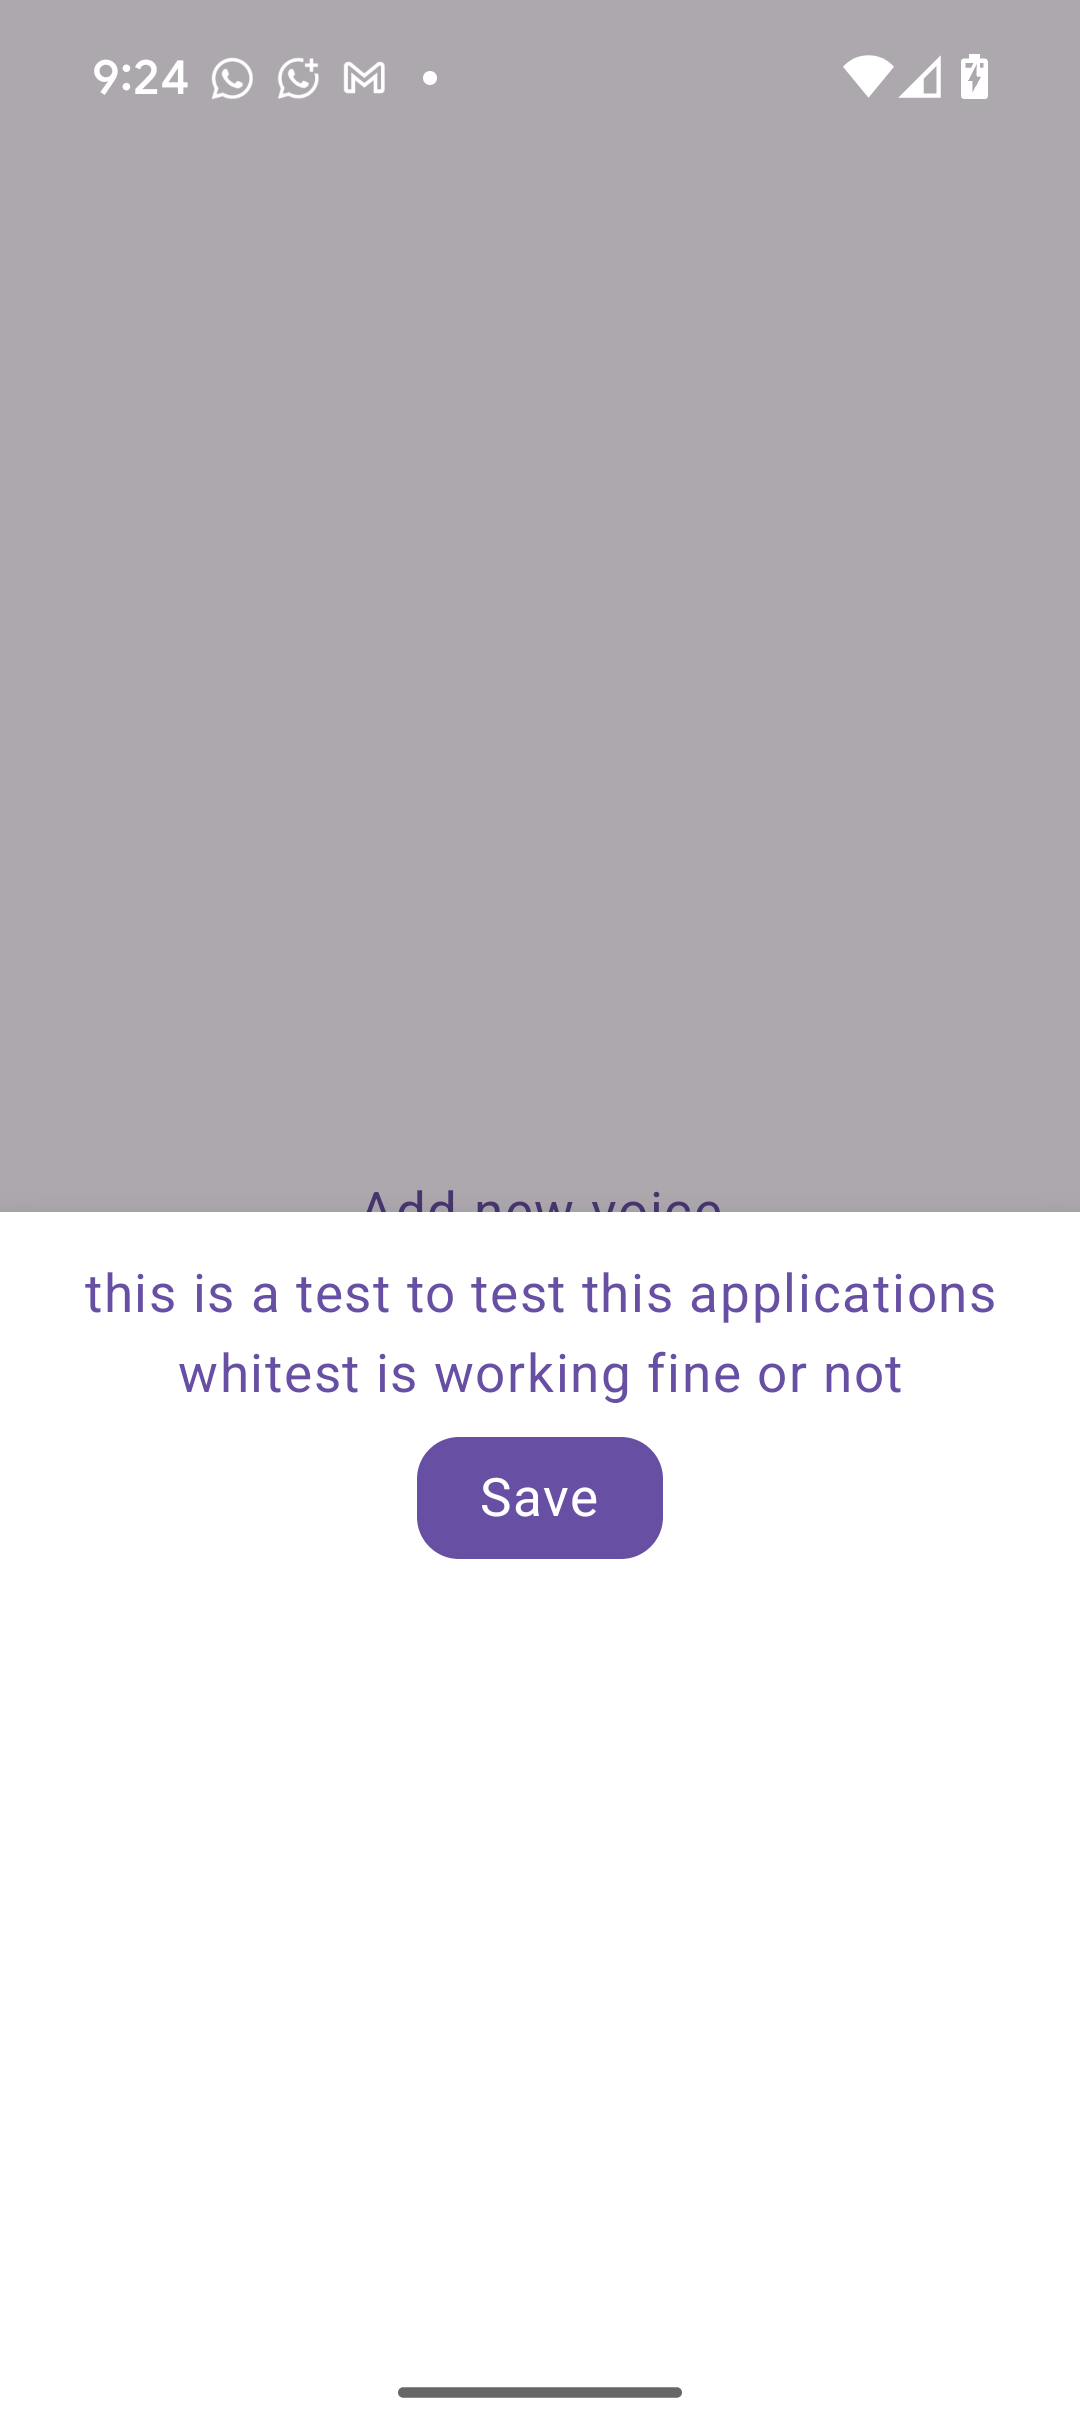 9:24
Add new voice
this is a test to test this applications
whitest is working fine or not
Save